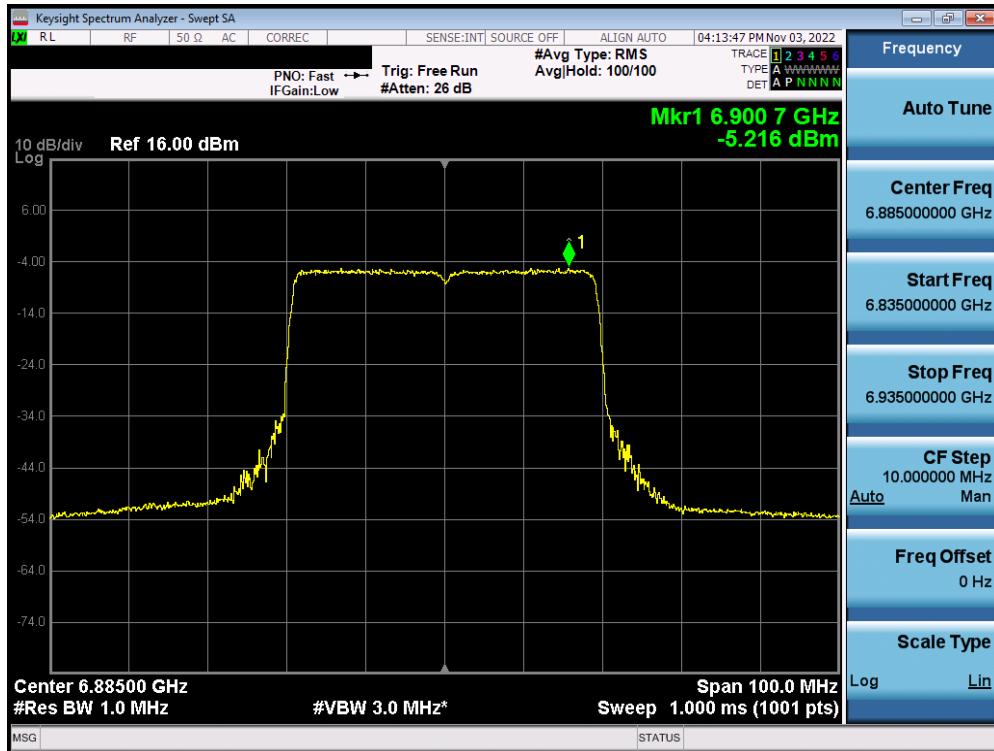 Keysight Spectrum Analyzer - Swept SA
LXI RL RF 50 Ω AC CORREC SENSE:INT SOURCE OFF ALIGN AUTO 04:13:47 PM Nov 03, 2022
Frequency
PNO: Fast
IFGain:Low
Trig: Free Run
#Atten: 26 dB
#Avg Type: RMS
Avg|Hold: 100/100
TRACE 1 2 3 4 5 6
TYPE A WWWWW
DET A P N N N N
Mkr1 6.900 7 GHz
-5.216 dBm
10 dB/div Ref 16.00 dBm
Log
6.00
-4.00
-14.0
-24.0
-34.0
-44.0
-54.0
-64.0
-74.0
1
Center 6.88500 GHz Span 100.0 MHz
#Res BW 1.0 MHz #VBW 3.0 MHz* Sweep 1.000 ms (1001 pts)
MSG STATUS
Auto Tune
Center Freq
6.885000000 GHz
Start Freq
6.835000000 GHz
Stop Freq
6.935000000 GHz
CF Step
10.000000 MHz
Auto Man
Freq Offset
0 Hz
Scale Type
Log Lin